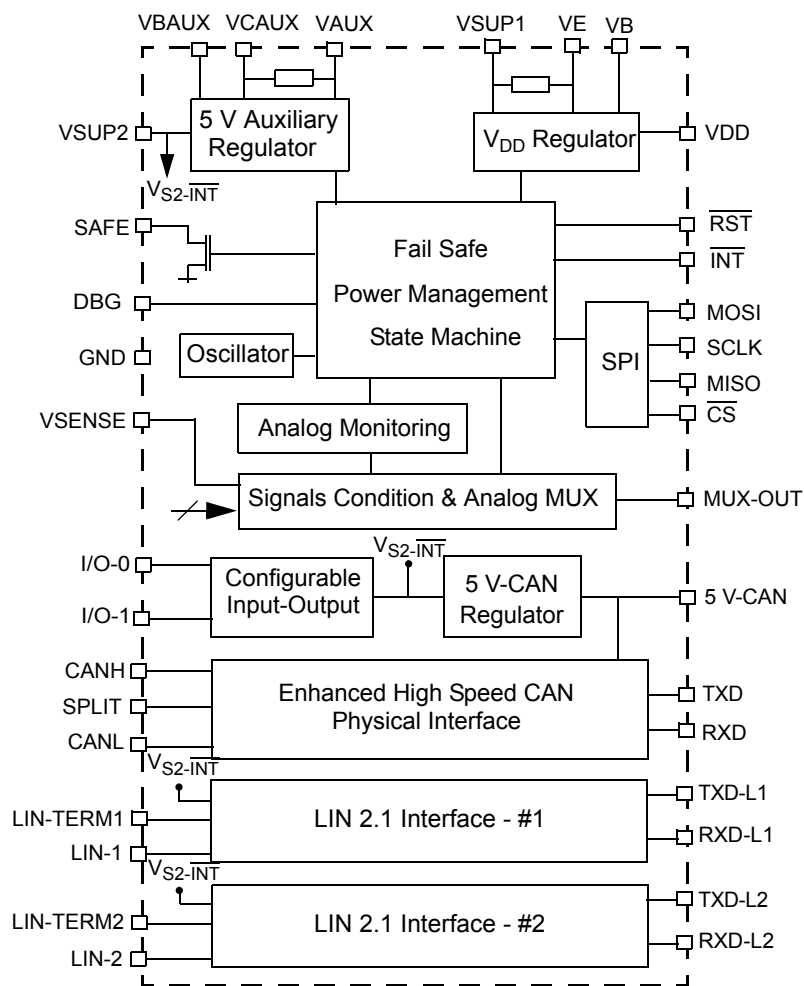 VBAUX VCAUX VAUX VSUP1 VE VB
VSUP2
5 V Auxiliary
Regulator
VDD Regulator
VDD
VS2-INT
SAFE
RST
Fail Safe
INT
DBG
Power Management
MOSI
State Machine
SCLK
GND
Oscillator
SPI
MISO
CS
VSENSE
Analog Monitoring
Signals Condition & Analog MUX
MUX-OUT
VS2-INT
I/O-0
Configurable
Input-Output
5 V-CAN
Regulator
5 V-CAN
I/O-1
CANH
Enhanced High Speed CAN
Physical Interface
TXD
SPLIT
RXD
CANL
VS2-INT
TXD-L1
LIN-TERM1
LIN 2.1 Interface - #1
RXD-L1
LIN-1
VS2-INT
TXD-L2
LIN-TERM2
LIN 2.1 Interface - #2
RXD-L2
LIN-2